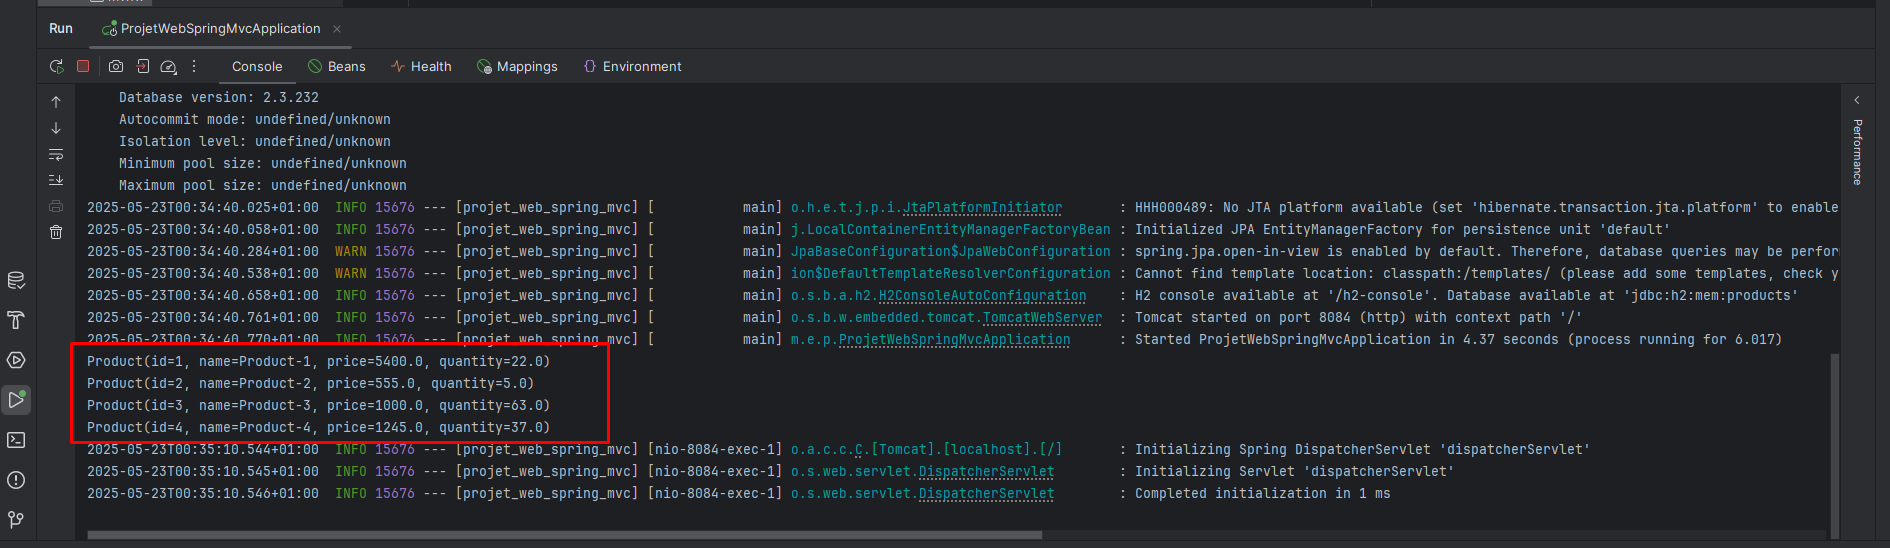 Run ProjetWebSpringMvcApplication
Console Beans Health Mappings Environment
Database version: 2.3.232
Autocommit mode: undefined/unknown
Isolation level: undefined/unknown
Minimum pool size: undefined/unknown
Maximum pool size: undefined/unknown
2025-05-23T00:34:40.025+01:00  INFO 15676 --- [projet_web_spring_mvc] [           main] o.h.e.t.j.p.i.JtaPlatformInitiator       : HHH000489: No JTA platform available (set 'hibernate.transaction.jta.platform' to enable
2025-05-23T00:34:40.058+01:00  INFO 15676 --- [projet_web_spring_mvc] [           main] j.LocalContainerEntityManagerFactoryBean : Initialized JPA EntityManagerFactory for persistence unit 'default'
2025-05-23T00:34:40.284+01:00  WARN 15676 --- [projet_web_spring_mvc] [           main] JpaBaseConfiguration$JpaWebConfiguration : spring.jpa.open-in-view is enabled by default. Therefore, database queries may be perfor
2025-05-23T00:34:40.538+01:00  WARN 15676 --- [projet_web_spring_mvc] [           main] ion$DefaultTemplateResolverConfiguration : Cannot find template location: classpath:/templates/ (please add some templates, check y
2025-05-23T00:34:40.658+01:00  INFO 15676 --- [projet_web_spring_mvc] [           main] o.s.b.a.h2.H2ConsoleAutoConfiguration    : H2 console available at '/h2-console'. Database available at 'jdbc:h2:mem:products'
2025-05-23T00:34:40.761+01:00  INFO 15676 --- [projet_web_spring_mvc] [           main] o.s.b.w.embedded.tomcat.TomcatWebServer  : Tomcat started on port 8084 (http) with context path '/'
2025-05-23T00:34:40.770+01:00  INFO 15676 --- [projet_web_spring_mvc] [           main] m.e.p.ProjetWebSpringMvcApplication      : Started ProjetWebSpringMvcApplication in 4.37 seconds (process running for 6.017)
Product(id=1, name=Product-1, price=5400.0, quantity=22.0)
Product(id=2, name=Product-2, price=555.0, quantity=5.0)
Product(id=3, name=Product-3, price=1000.0, quantity=63.0)
Product(id=4, name=Product-4, price=1245.0, quantity=37.0)
2025-05-23T00:35:10.544+01:00  INFO 15676 --- [projet_web_spring_mvc] [nio-8084-exec-1] o.a.c.c.C.[Tomcat].[localhost].[/]       : Initializing Spring DispatcherServlet 'dispatcherServlet'
2025-05-23T00:35:10.545+01:00  INFO 15676 --- [projet_web_spring_mvc] [nio-8084-exec-1] o.s.web.servlet.DispatcherServlet        : Initializing Servlet 'dispatcherServlet'
2025-05-23T00:35:10.546+01:00  INFO 15676 --- [projet_web_spring_mvc] [nio-8084-exec-1] o.s.web.servlet.DispatcherServlet        : Completed initialization in 1 ms
Performance